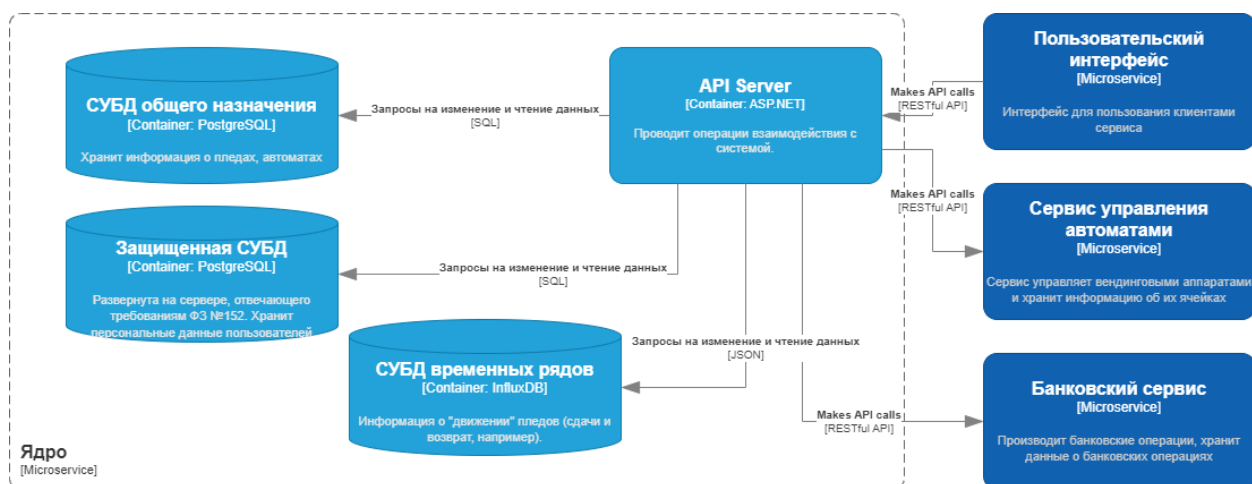 СУБД общего назначения
[Container: PostgreSQL]
Хранит информация о пледах, автоматах
Запросы на изменение и чтение данных
[SQL]
API Server
[Container: ASP.NET]
Проводит операции взаимодействия с
системой.
Makes API calls
[RESTful API]
Пользовательский
интерфейс
[Microservice]
Интерфейс для пользования клиентами
сервиса
Защищенная СУБД
[Container: PostgreSQL]
Развернута на сервере, отвечающего
требованиям ФЗ №152. Хранит
персональные данные пользователей
Запросы на изменение и чтение данных
[SQL]
Makes API calls
[RESTful API]
Сервис управления
автоматами
[Microservice]
Сервис управляет вендинговыми аппаратами
и хранит информацию об их ячейках
СУБД временных рядов
[Container: InfluxDB]
Информация о "движении" пледов (сдачи и
возврат, например).
Запросы на изменение и чтение данных
[JSON]
Makes API calls
[RESTful API]
Банковский сервис
[Microservice]
Производит банковские операции, хранит
данные о банковских операциях
Ядро
[Microservice]